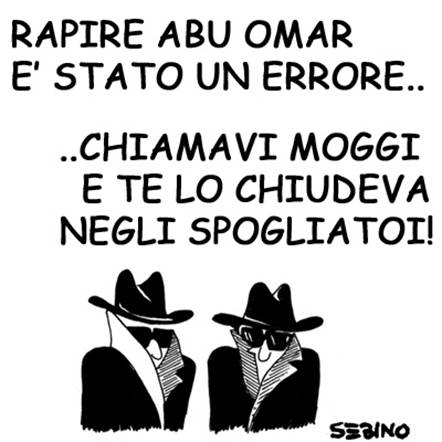 RAPIRE ABU OMAR
E' STATO UN ERRORE..
..CHIAMAVI MOGGI
E TE LO CHIUDEVA
NEGLI SPOGLIATOI!
SEBINO